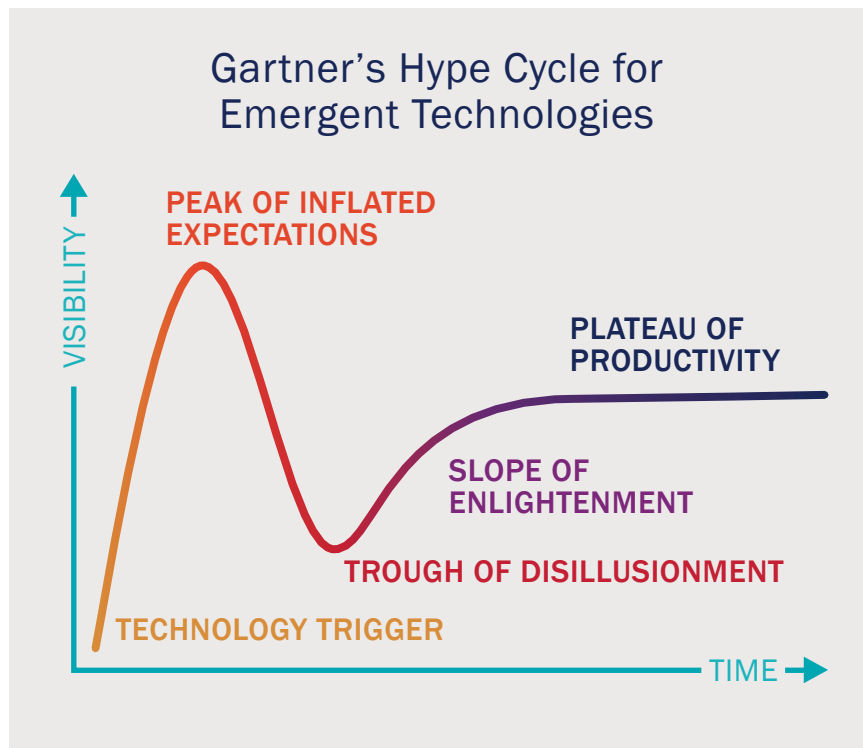 Gartner’s Hype Cycle for
Emergent Technologies
PEAK OF INFLATED
EXPECTATIONS
VISIBILITY
PLATEAU OF
PRODUCTIVITY
SLOPE OF
ENLIGHTENMENT
TROUGH OF DISILLUSIONMENT
TECHNOLOGY TRIGGER
TIME